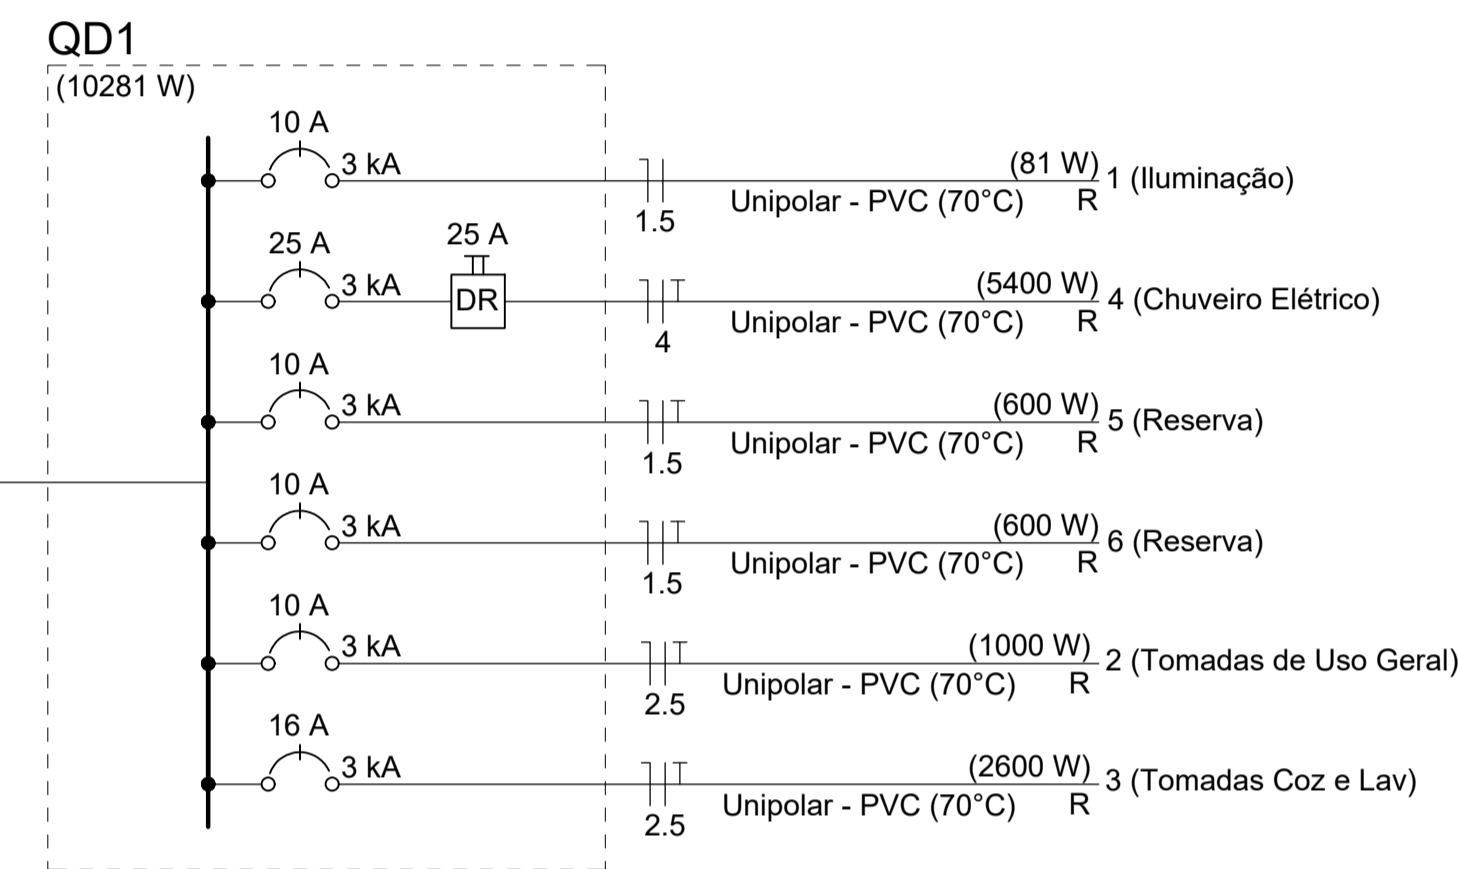 QD1
(10281 W)
10 A
3 kA
1.5
(81 W)
Unipolar - PVC (70°C) R
1 (Iluminação)
25 A
3 kA
25 A
DR
4
(5400 W)
Unipolar - PVC (70°C) R
4 (Chuveiro Elétrico)
10 A
3 kA
1.5
(600 W)
Unipolar - PVC (70°C) R
5 (Reserva)
10 A
3 kA
1.5
(600 W)
Unipolar - PVC (70°C) R
6 (Reserva)
10 A
3 kA
2.5
(1000 W)
Unipolar - PVC (70°C) R
2 (Tomadas de Uso Geral)
16 A
3 kA
2.5
(2600 W)
Unipolar - PVC (70°C) R
3 (Tomadas Coz e Lav)